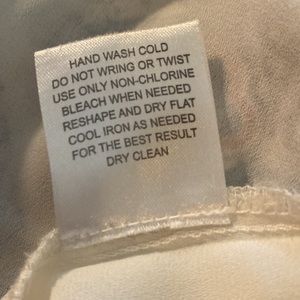 HAND WASH COLD
DO NOT WRING OR TWIST
USE ONLY NON-CHLORINE
BLEACH WHEN NEEDED
RESHAPE AND DRY FLAT
COOL IRON AS NEEDED
FOR THE BEST RESULT
DRY CLEAN